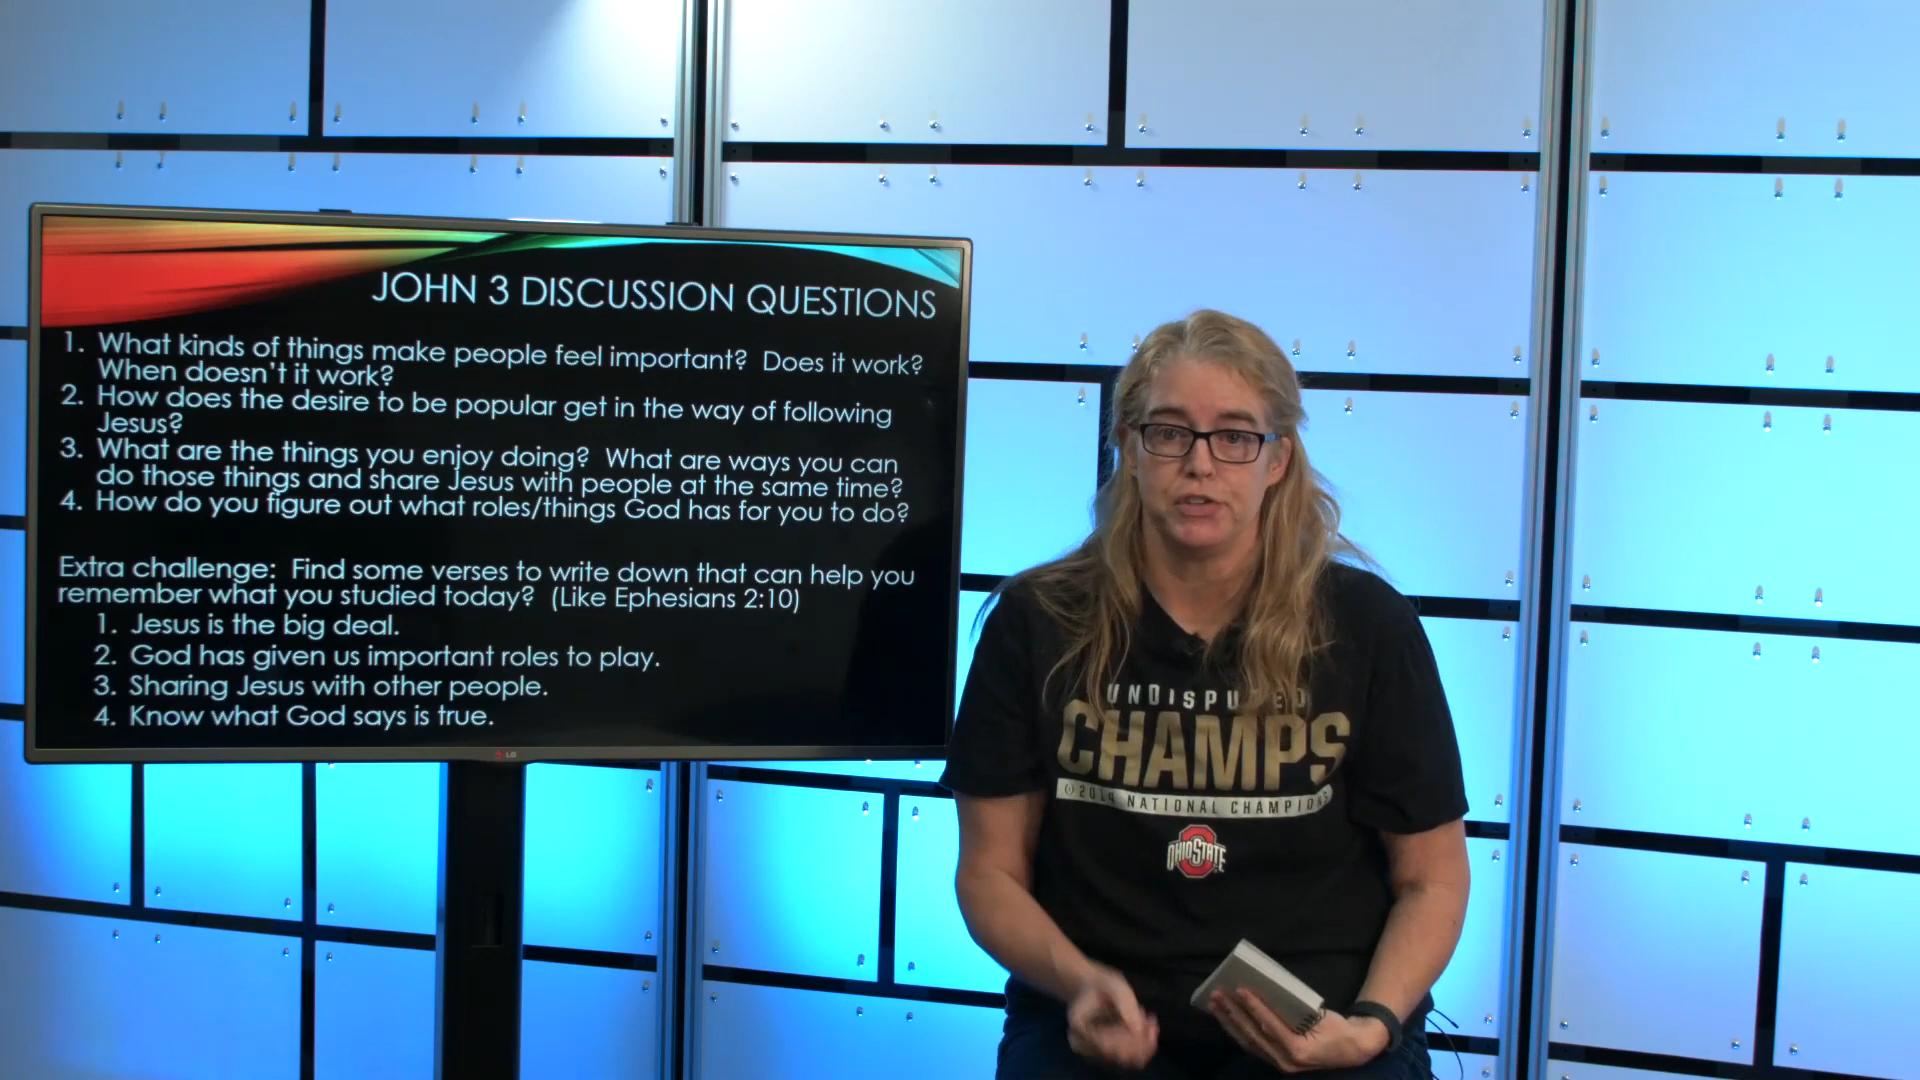 JOHN 3 DISCUSSION QUESTIONS
1. What kinds of things make people feel important? Does it work?
When doesn't it work?
2. How does the desire to be popular get in the way of following
Jesus?
3. What are the things you enjoy doing? What are ways you can
do those things and share Jesus with people at the same time?
4. How do you figure out what roles/things God has for you to do?
Extra challenge: Find some verses to write down that can help you
remember what you studied today? (Like Ephesians 2:10)
1. Jesus is the big deal.
2. God has given us important roles to play.
3. Sharing Jesus with other people.
4. Know what God says is true.
LG
UNDISPUTED
CHAMPS
2014 NATIONAL CHAMPIONS
OHIO STATE